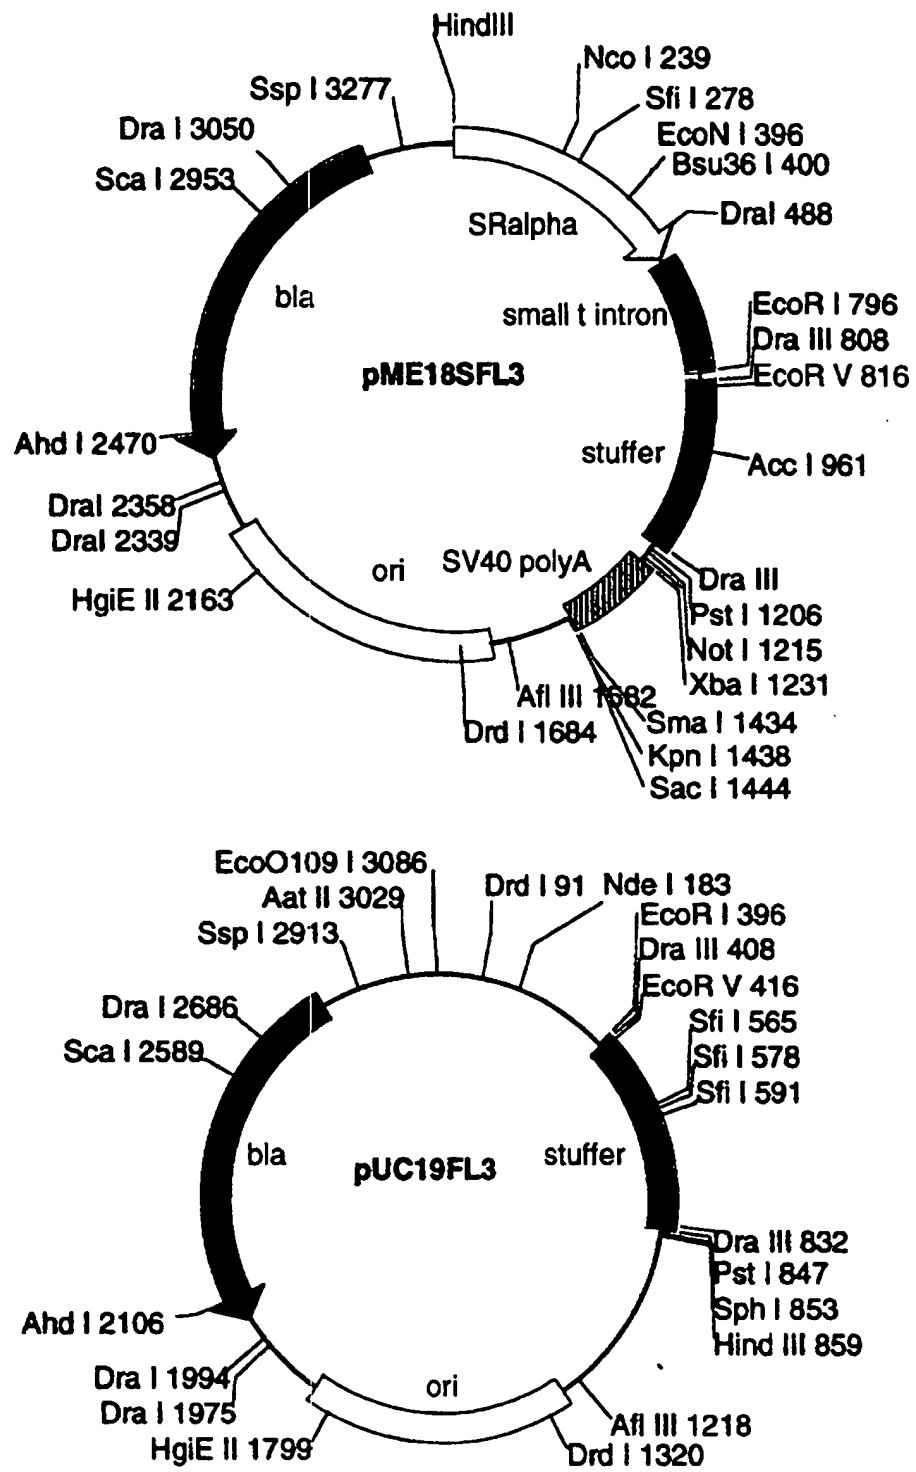 HindIII
Nco I 239
Ssp I 3277
Sfi I 278
Dra I 3050
EcoN I 396
Bsu36 I 400
Sca I 2953
DraI 488
SRalpha
bla
small t intron
EcoR I 796
Dra III 808
pME18SFL3
EcoR V 816
Ahd I 2470
stuffer
Acc I 961
DraI 2358
DraI 2339
ori
SV40 polyA
Dra III
HgiE II 2163
Pst I 1206
Not I 1215
Xba I 1231
Afl III 1682
Sma I 1434
Drd I 1684
Kpn I 1438
Sac I 1444
EcoO109 I 3086
Drd I 91
Nde I 183
Aat II 3029
EcoR I 396
Ssp I 2913
Dra III 408
EcoR V 416
Dra I 2686
Sfi I 565
Sca I 2589
Sfi I 578
Sfi I 591
bla
pUC19FL3
stuffer
Dra III 832
Pst I 847
Sph I 853
Ahd I 2106
Hind III 859
Dra I 1994
ori
Dra I 1975
Afl III 1218
HgiE II 1799
Drd I 1320